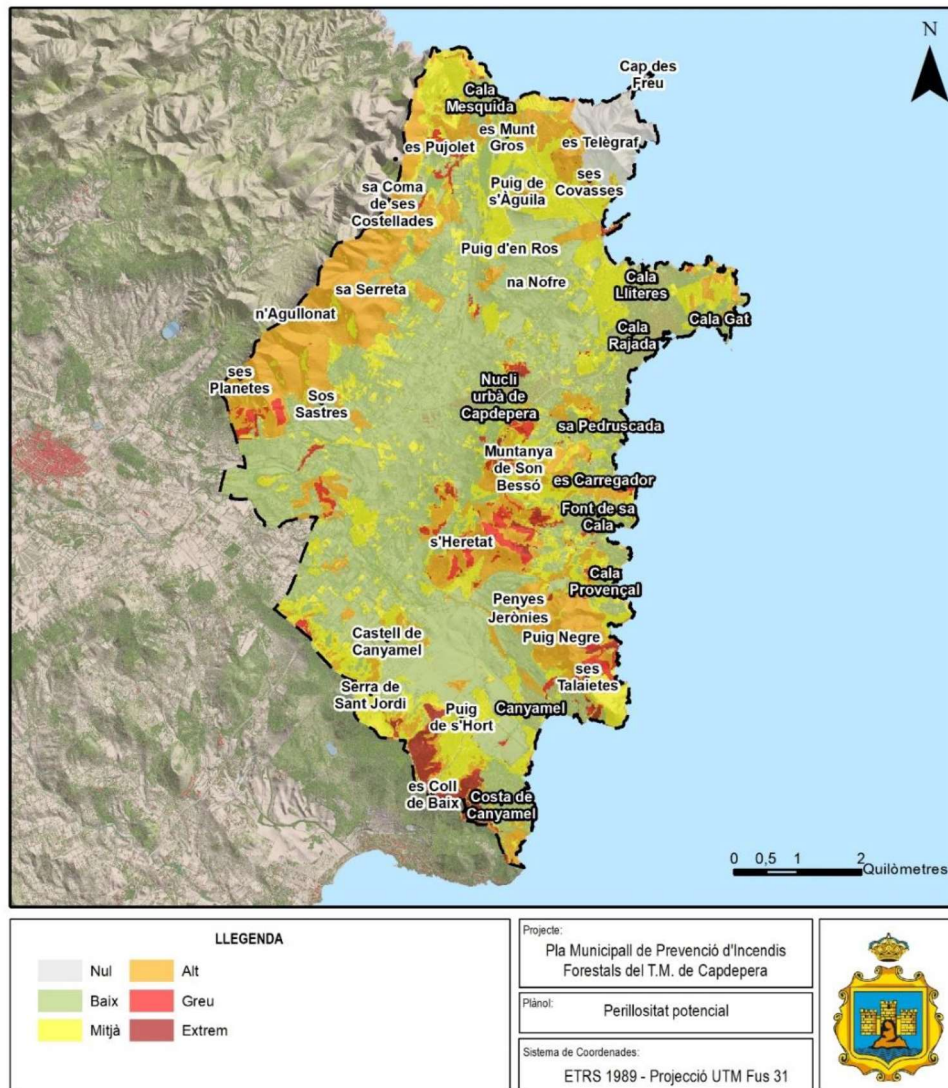 N
Cap des
Freu
Cala
Mesquida
es Munt
Gros
es Pujolet
es Telègraf
ses
Covasses
sa Coma
de ses
Costellades
Puig de
s'Àguila
Puig d'en Ros
na Nofre
Cala
Lliteres
sa Serreta
n'Agullonat
Cala Gat
Cala
Rajada
ses
Planetes
Sos
Sastres
Nucli
urbà de
Capdepera
sa Pedruscada
Muntanya
de Son
Bessó
es Carregador
Font de sa
Cala
s'Heretat
Cala
Provençal
Penyes
Jerònies
Puig Negre
Castell de
Canyamel
ses
Talaietes
Serra de
Sant Jordi
Puig
de s'Hort
Canyamel
es Coll
de Baix
Costa de
Canyamel
0 0,5 1 2
Quilòmetres
LLEGENDA
Nul
Alt
Baix
Greu
Mitjà
Extrem
Projecte:
Pla Municipall de Prevenció d'Incendis
Forestals del T.M. de Capdepera
Plànol:
Perillositat potencial
Sistema de Coordenades:
ETRS 1989 - Projecció UTM Fus 31